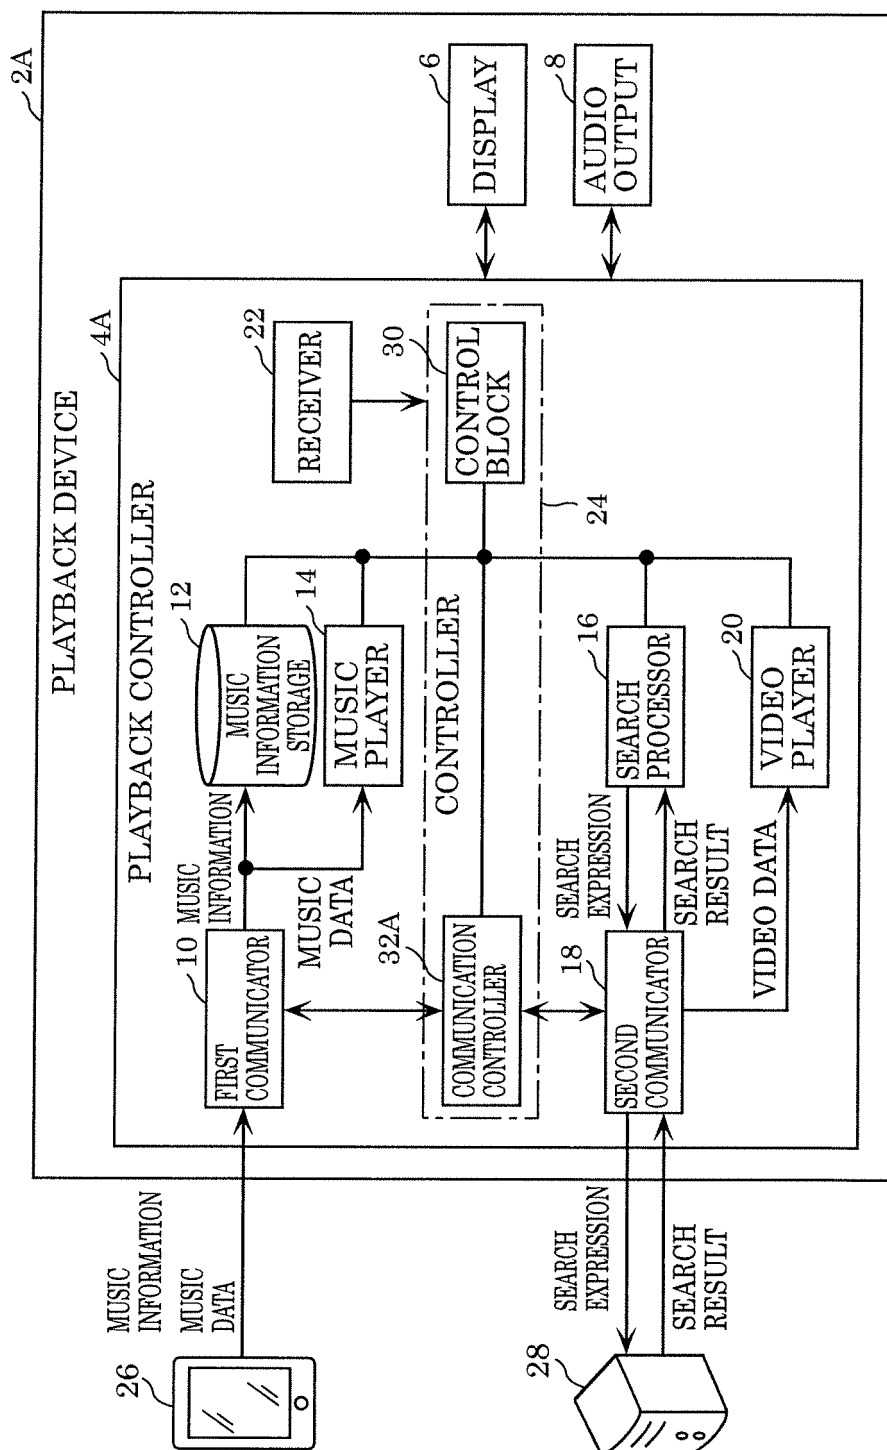 2A
PLAYBACK DEVICE
4A
PLAYBACK CONTROLLER
26
MUSIC
INFORMATION
MUSIC
DATA
10
FIRST
COMMUNICATOR
MUSIC
INFORMATION
MUSIC
DATA
12
MUSIC
INFORMATION
STORAGE
14
MUSIC
PLAYER
22
RECEIVER
CONTROLLER
32A
COMMUNICATION
CONTROLLER
30
CONTROL
BLOCK
24
6
DISPLAY
8
AUDIO
OUTPUT
28
SEARCH
EXPRESSION
SEARCH
RESULT
18
SECOND
COMMUNICATOR
SEARCH
EXPRESSION
SEARCH
RESULT
VIDEO DATA
16
SEARCH
PROCESSOR
20
VIDEO
PLAYER